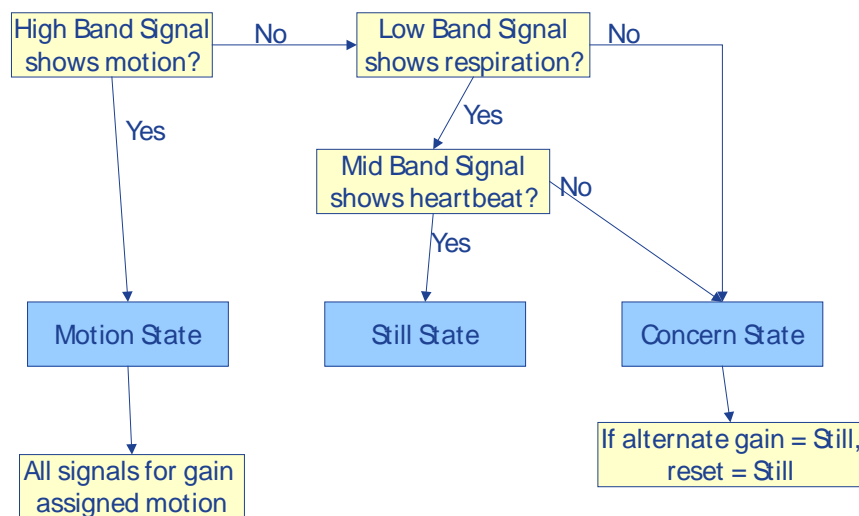 High Band Signal
shows motion?
No
Low Band Signal
shows respiration?
No
Yes
Yes
Mid Band Signal
shows heartbeat?
No
Yes
Motion State
Still State
Concern State
All signals for gain
assigned motion
If alternate gain = Still,
reset = Still